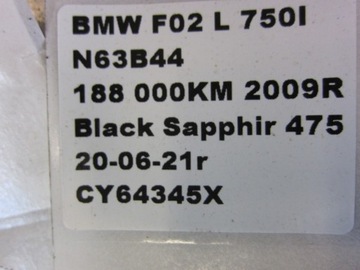 BMW F02 L 750I
N63B44
188 000KM 2009R
Black Sapphir 475
20-06-21r
CY64345X